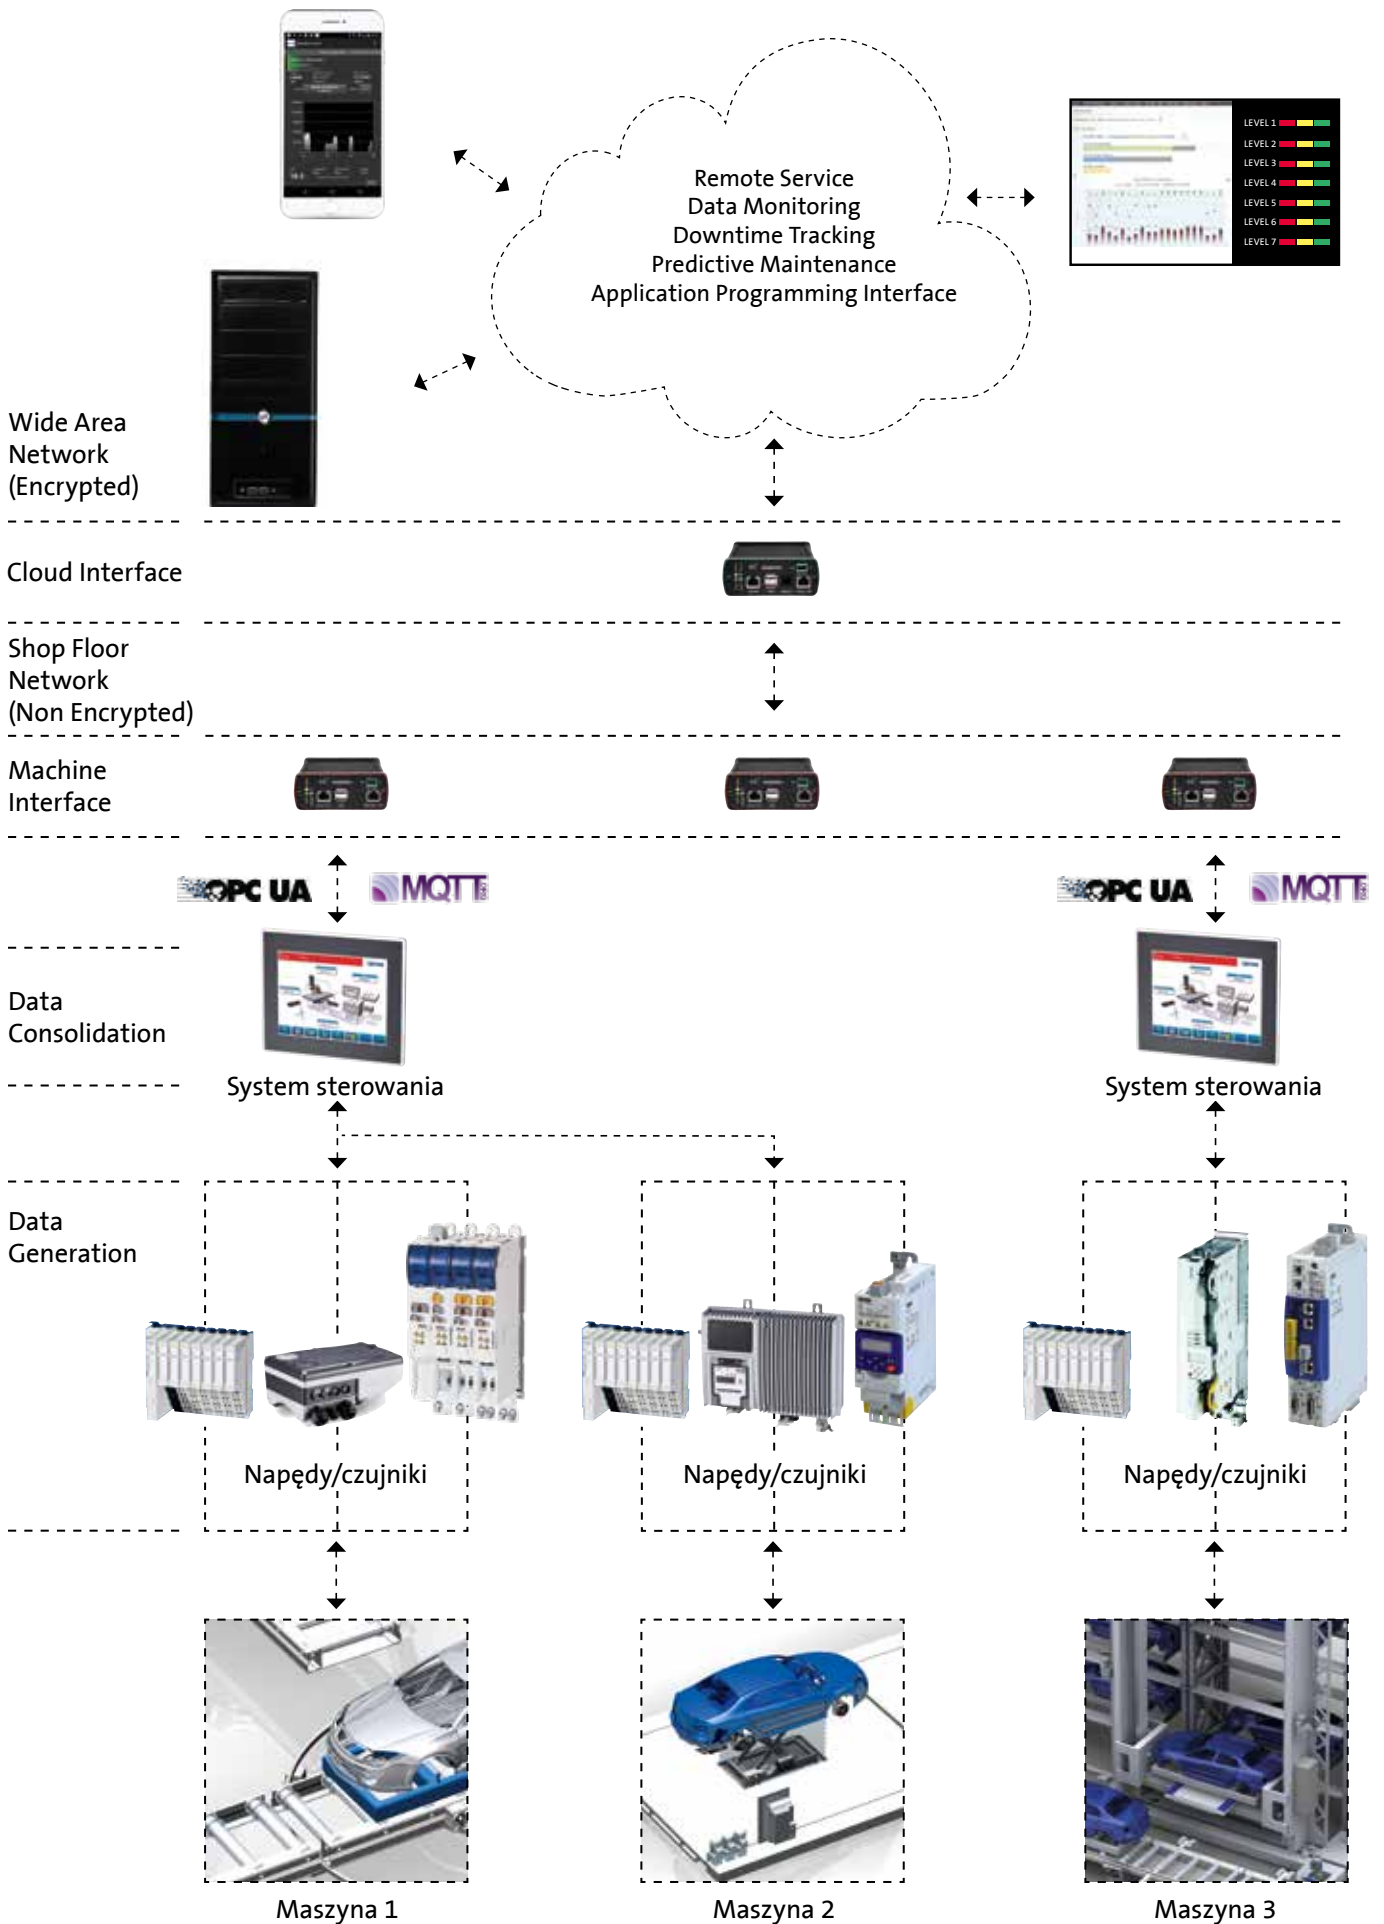 Remote Service
Data Monitoring
Downtime Tracking
Predictive Maintenance
Application Programming Interface
LEVEL 1
LEVEL 2
LEVEL 3
LEVEL 4
LEVEL 5
LEVEL 6
LEVEL 7
Wide Area
Network
(Encrypted)
Cloud Interface
Shop Floor
Network
(Non Encrypted)
Machine
Interface
OPC UA
MQTT
OPC UA
MQTT
Data
Consolidation
System sterowania
System sterowania
Data
Generation
Napędy/czujniki
Napędy/czujniki
Napędy/czujniki
Maszyna 1
Maszyna 2
Maszyna 3